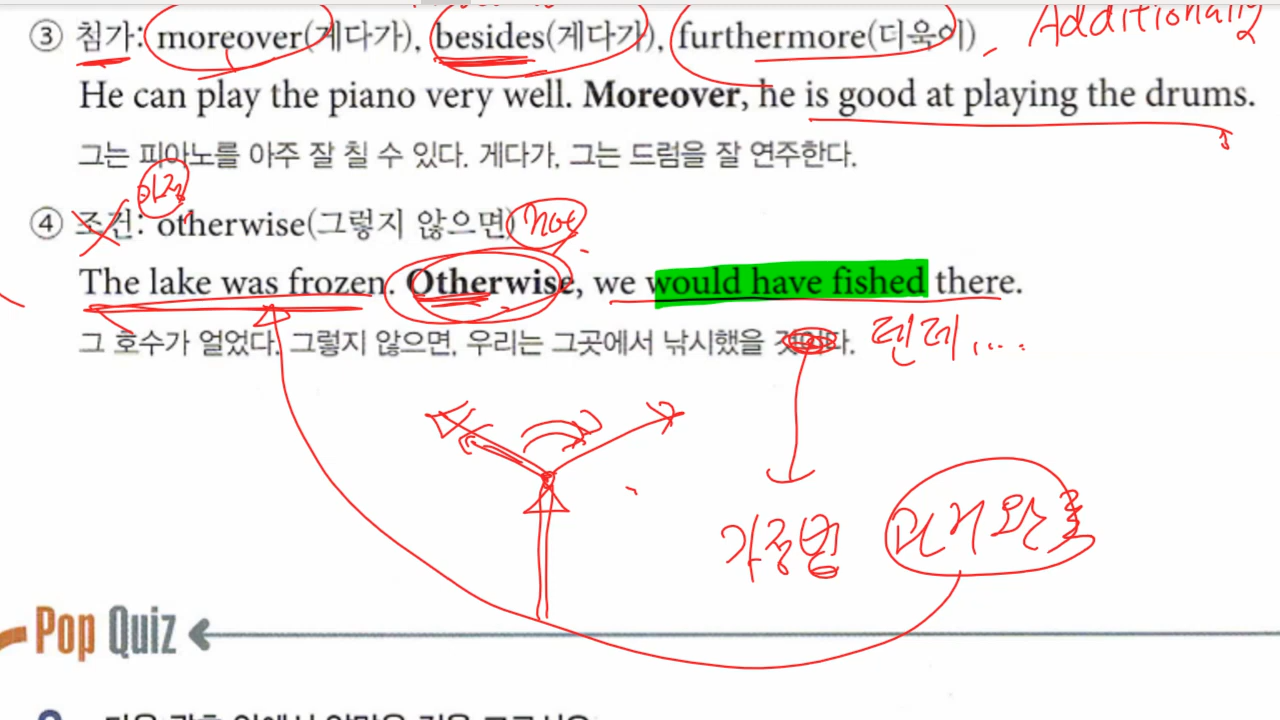 ③ 첨가: moreover(게다가), besides(게다가), furthermore(더욱이) Additionally
He can play the piano very well. Moreover, he is good at playing the drums.
그는 피아노를 아주 잘 칠 수 있다. 게다가, 그는 드럼을 잘 연주한다.
④ 조건: otherwise(그렇지 않으면) not
The lake was frozen. Otherwise, we would have fished there.
그 호수가 얼었다. 그렇지 않으면, 우리는 그곳에서 낚시했을 것이다. 텐데....
가정법 과거완료
Pop Quiz